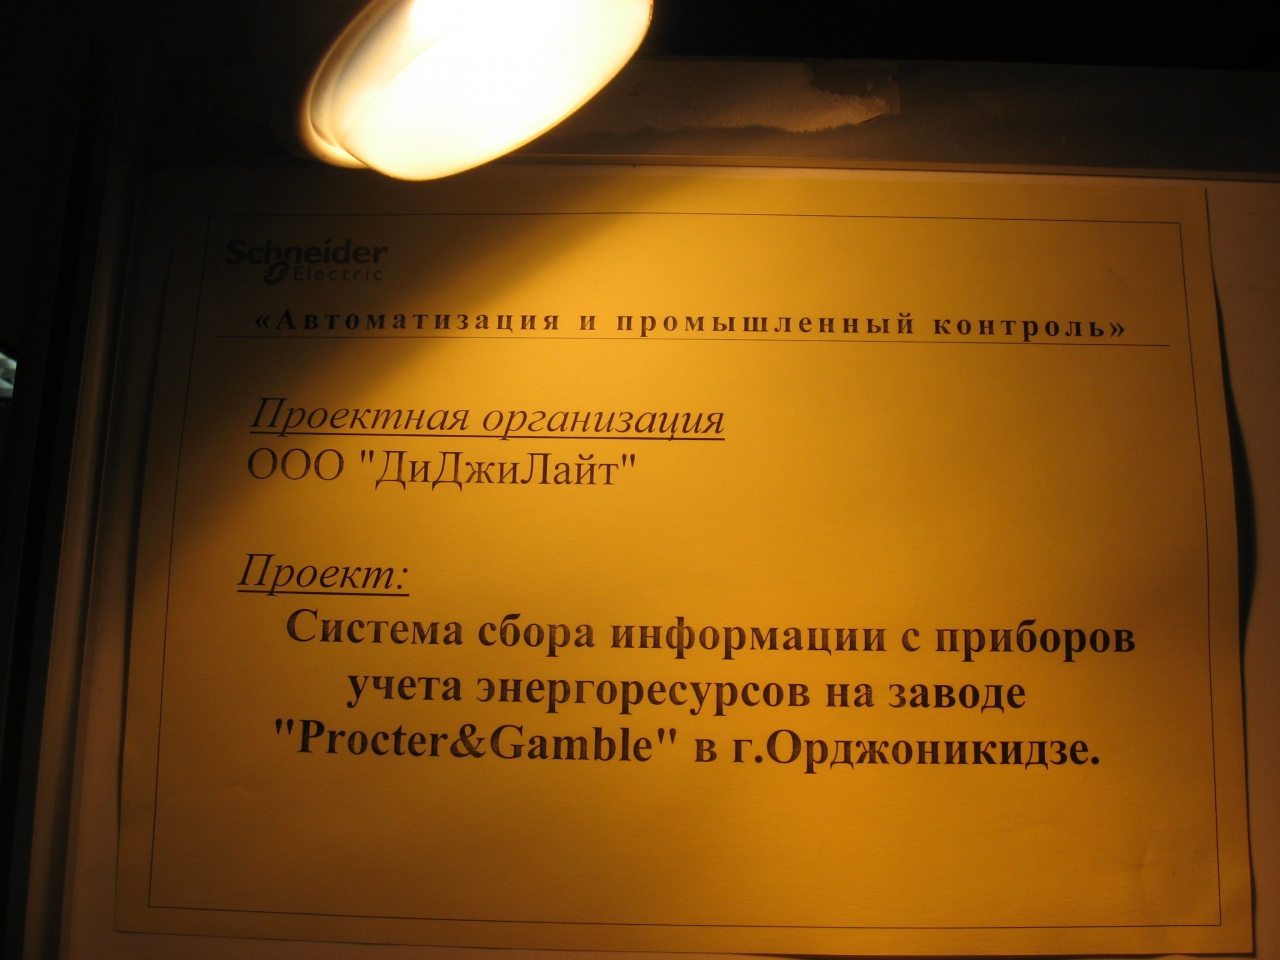 Schneider
Electric
«Автоматизация и промышленный контроль»
Проектная организация
ООО "ДиДжиЛайт"
Проект:
Система сбора информации с приборов
учета энергоресурсов на заводе
"Procter&Gamble" в г.Орджоникидзе.